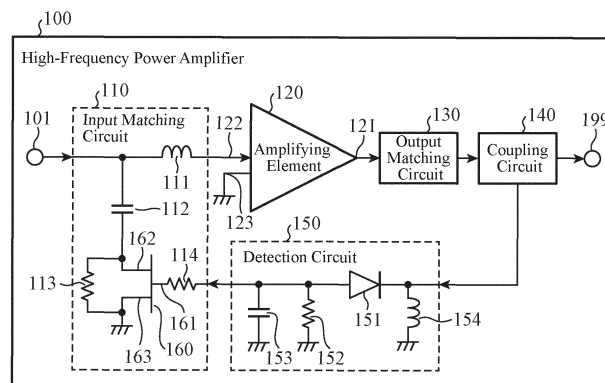 100
High-Frequency Power Amplifier
110
120
130
140
199
101
Input Matching
Circuit
122
121
Amplifying
Element
Output
Matching
Circuit
Coupling
Circuit
111
123
112
150
162
114
Detection Circuit
113
161
151
154
163
160
153
152